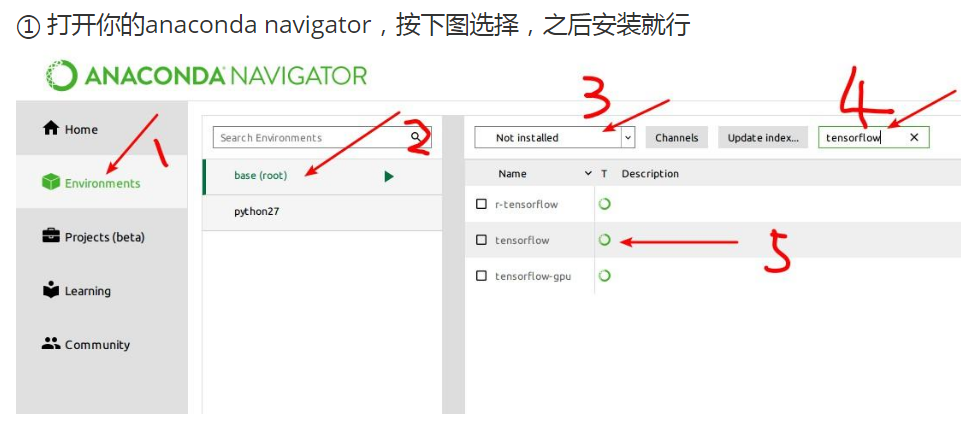 ① 打开你的anaconda navigator，按下图选择，之后安装就行
ANACONDA NAVIGATOR
Home
Environments
Projects (beta)
Learning
Community
1
Search Environments
2
base (root)
python27
3
4
Not installed
Channels
Update index...
tensorflow
Name
T
Description
r-tensorflow
tensorflow
5
tensorflow-gpu